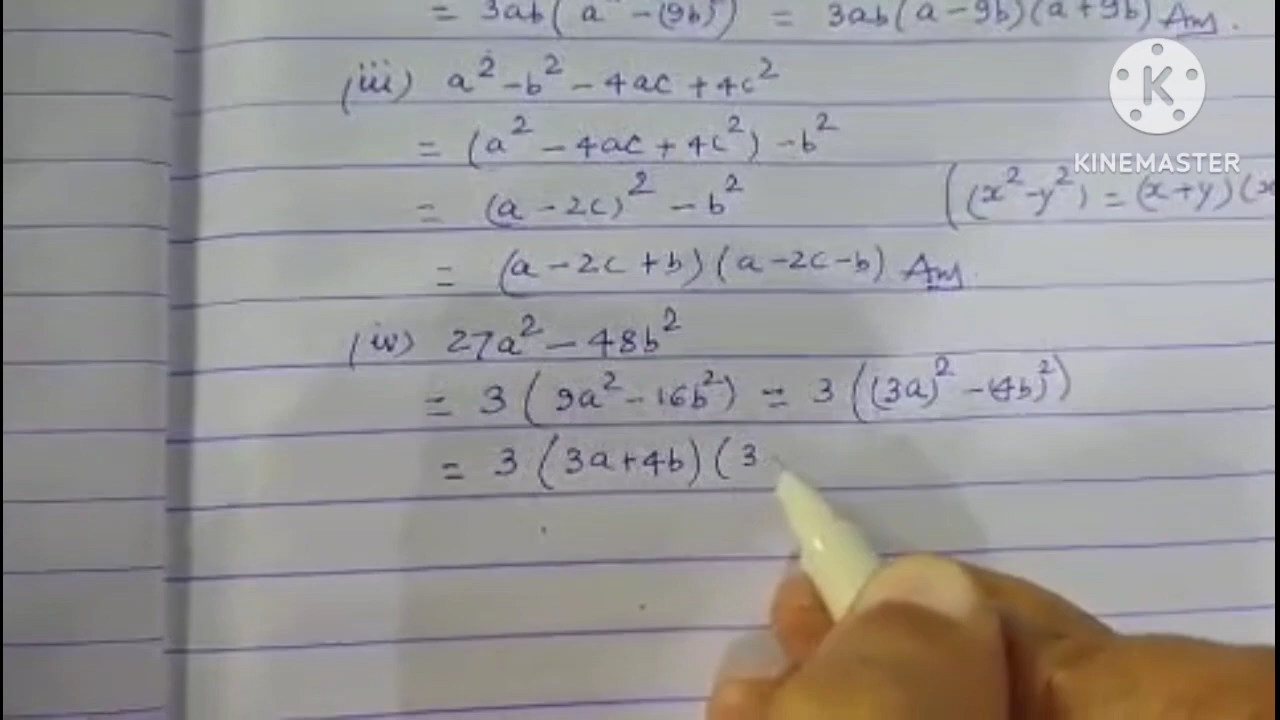 = 3ab(a² - (9b)²) = 3ab(a-9b)(a+9b) Ans.
(iii) a² - b² - 4ac + 4c²
= (a² - 4ac + 4c²) - b²
= (a - 2c)² - b² ((x² - y²) = (x+y)(x
= (a - 2c + b)(a - 2c - b) Ans.
(iv) 27a² - 48b²
= 3(9a² - 16b²) = 3((3a)² - (4b)²)
= 3(3a + 4b)(3
K
KINEMASTER